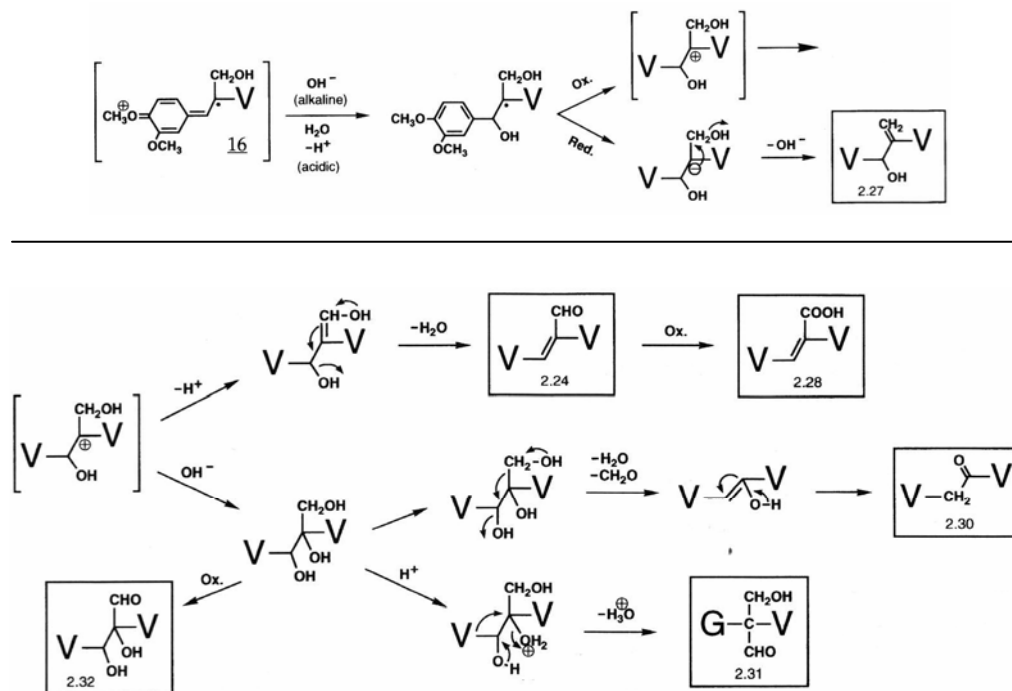 CH₂OH
V
⊕
CH₃O
OCH₃
16
OH⁻
(alkaline)
H₂O
−H⁺
(acidic)
CH₂OH
V
CH₃O
OCH₃
OH
Ox.
Red.
CH₂OH
V
V
⊕
OH
CH₂OH
V
V
⊖
OH
−OH⁻
CH₂
V
V
OH
2.27
CH₂OH
V
V
⊕
OH
−H⁺
OH⁻
CH-OH
V
V
OH
−H₂O
CHO
V
V
2.24
Ox.
COOH
V
V
2.28
CH₂OH
V
V
OH
OH
Ox.
H⁺
CHO
V
V
OH
OH
2.32
CH₂-OH
V
V
OH
OH
−H₂O
−CH₂O
V
V
O-H
O
V
V
CH₂
2.30
CH₂OH
V
V
OH₂
⊕
O-H
−H₃O⊕
CH₂OH
G-C-V
CHO
2.31